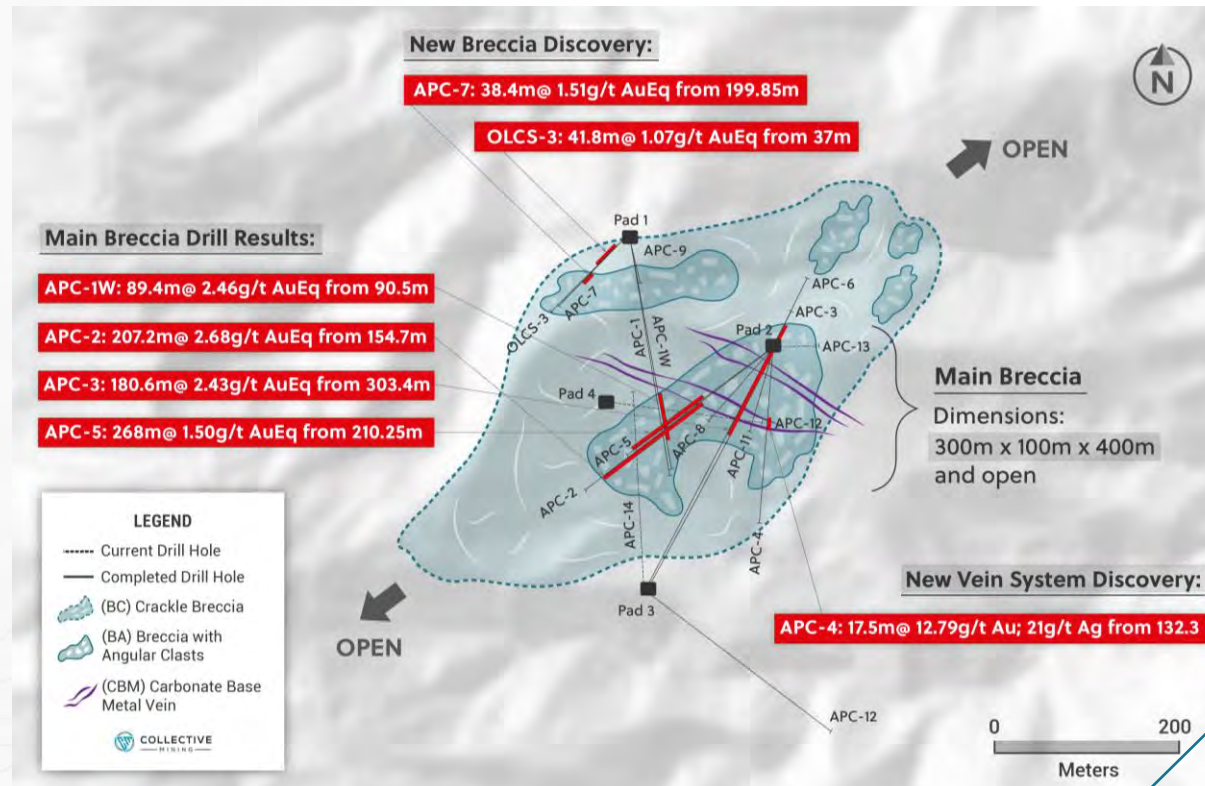 New Breccia Discovery:
APC-7: 38.4m@ 1.51g/t AuEq from 199.85m
OLCS-3: 41.8m@ 1.07g/t AuEq from 37m
N
OPEN
Main Breccia Drill Results:
APC-1W: 89.4m@ 2.46g/t AuEq from 90.5m
APC-2: 207.2m@ 2.68g/t AuEq from 154.7m
APC-3: 180.6m@ 2.43g/t AuEq from 303.4m
APC-5: 268m@ 1.50g/t AuEq from 210.25m
Pad 1
APC-9
APC-7
OLCS-3
APC-1
APC-1W
APC-6
APC-3
Pad 2
APC-13
Pad 4
APC-12
APC-5
APC-8
APC-11
APC-2
APC-14
APC-4
Pad 3
APC-12
Main Breccia
Dimensions:
300m x 100m x 400m
and open
New Vein System Discovery:
APC-4: 17.5m@ 12.79g/t Au; 21g/t Ag from 132.3
OPEN
LEGEND
Current Drill Hole
Completed Drill Hole
(BC) Crackle Breccia
(BA) Breccia with
Angular Clasts
(CBM) Carbonate Base
Metal Vein
COLLECTIVE
MINING
0
200
Meters